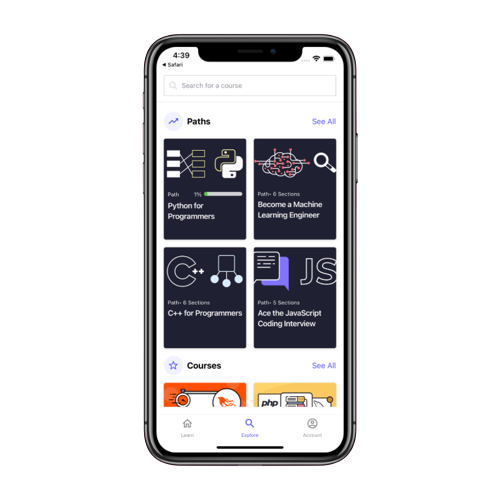 4:39
◀ Safari
Search for a course
Paths
See All
Path
1%
Python for
Programmers
Path• 6 Sections
Become a Machine
Learning Engineer
C++
Path• 6 Sections
C++ for Programmers
JS
Path• 5 Sections
Ace the JavaScript
Coding Interview
Courses
See All
php
Learn
Explore
Account